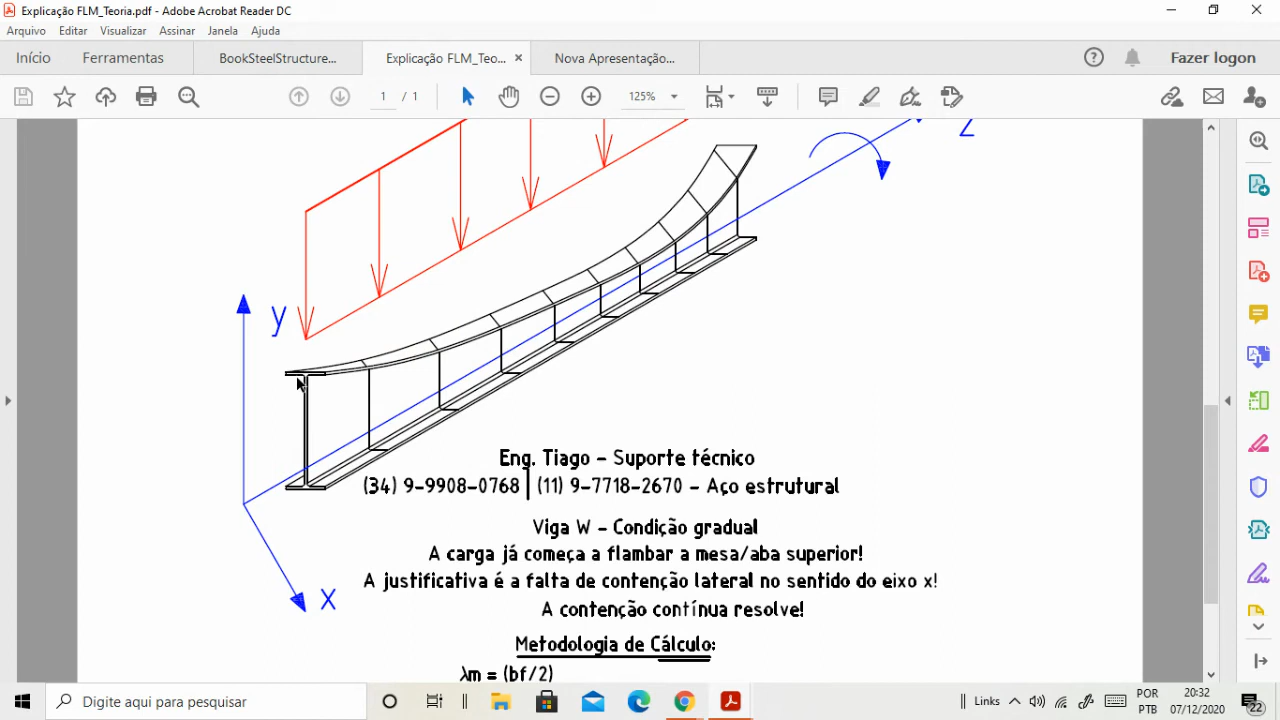 Explicação FLM_Teoria.pdf - Adobe Acrobat Reader DC
Arquivo Editar Visualizar Assinar Janela Ajuda
Início Ferramentas BookSteelStructure... Explicação FLM_Teo... × Nova Apresentação... Fazer logon
1 / 1 125%
Z
y
x
Eng. Tiago - Suporte técnico
(34) 9-9908-0768 | (11) 9-7718-2670 - Aço estrutural
Viga W - Condição gradual
A carga já começa a flambar a mesa/aba superior!
A justificativa é a falta de contenção lateral no sentido do eixo x!
A contenção contínua resolve!
Metodologia de Cálculo:
λm = (bf/2)
Digite aqui para pesquisar
Links
POR
PTB
20:32
07/12/2020
22